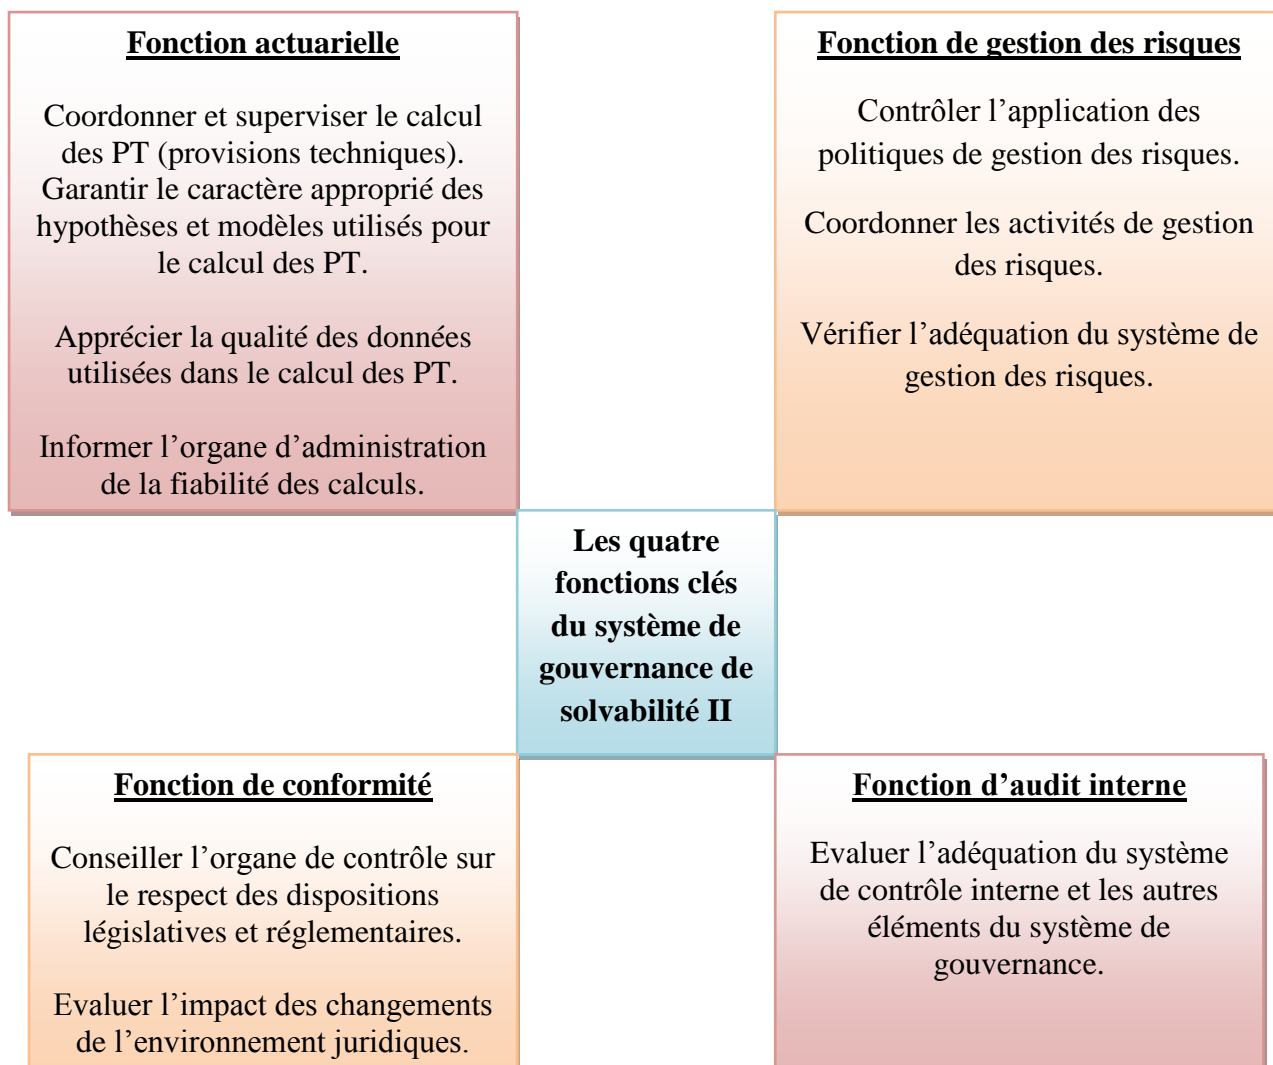 Fonction actuarielle
Coordonner et superviser le calcul
des PT (provisions techniques).
Garantir le caractère approprié des
hypothèses et modèles utilisés pour
le calcul des PT.
Apprécier la qualité des données
utilisées dans le calcul des PT.
Informer l’organe d’administration
de la fiabilité des calculs.
Fonction de gestion des risques
Contrôler l’application des
politiques de gestion des risques.
Coordonner les activités de gestion
des risques.
Vérifier l’adéquation du système de
gestion des risques.
Les quatre
fonctions clés
du système de
gouvernance de
solvabilité II
Fonction de conformité
Conseiller l’organe de contrôle sur
le respect des dispositions
législatives et réglementaires.
Evaluer l’impact des changements
de l’environnement juridiques.
Fonction d’audit interne
Evaluer l’adéquation du système
de contrôle interne et les autres
éléments du système de
gouvernance.